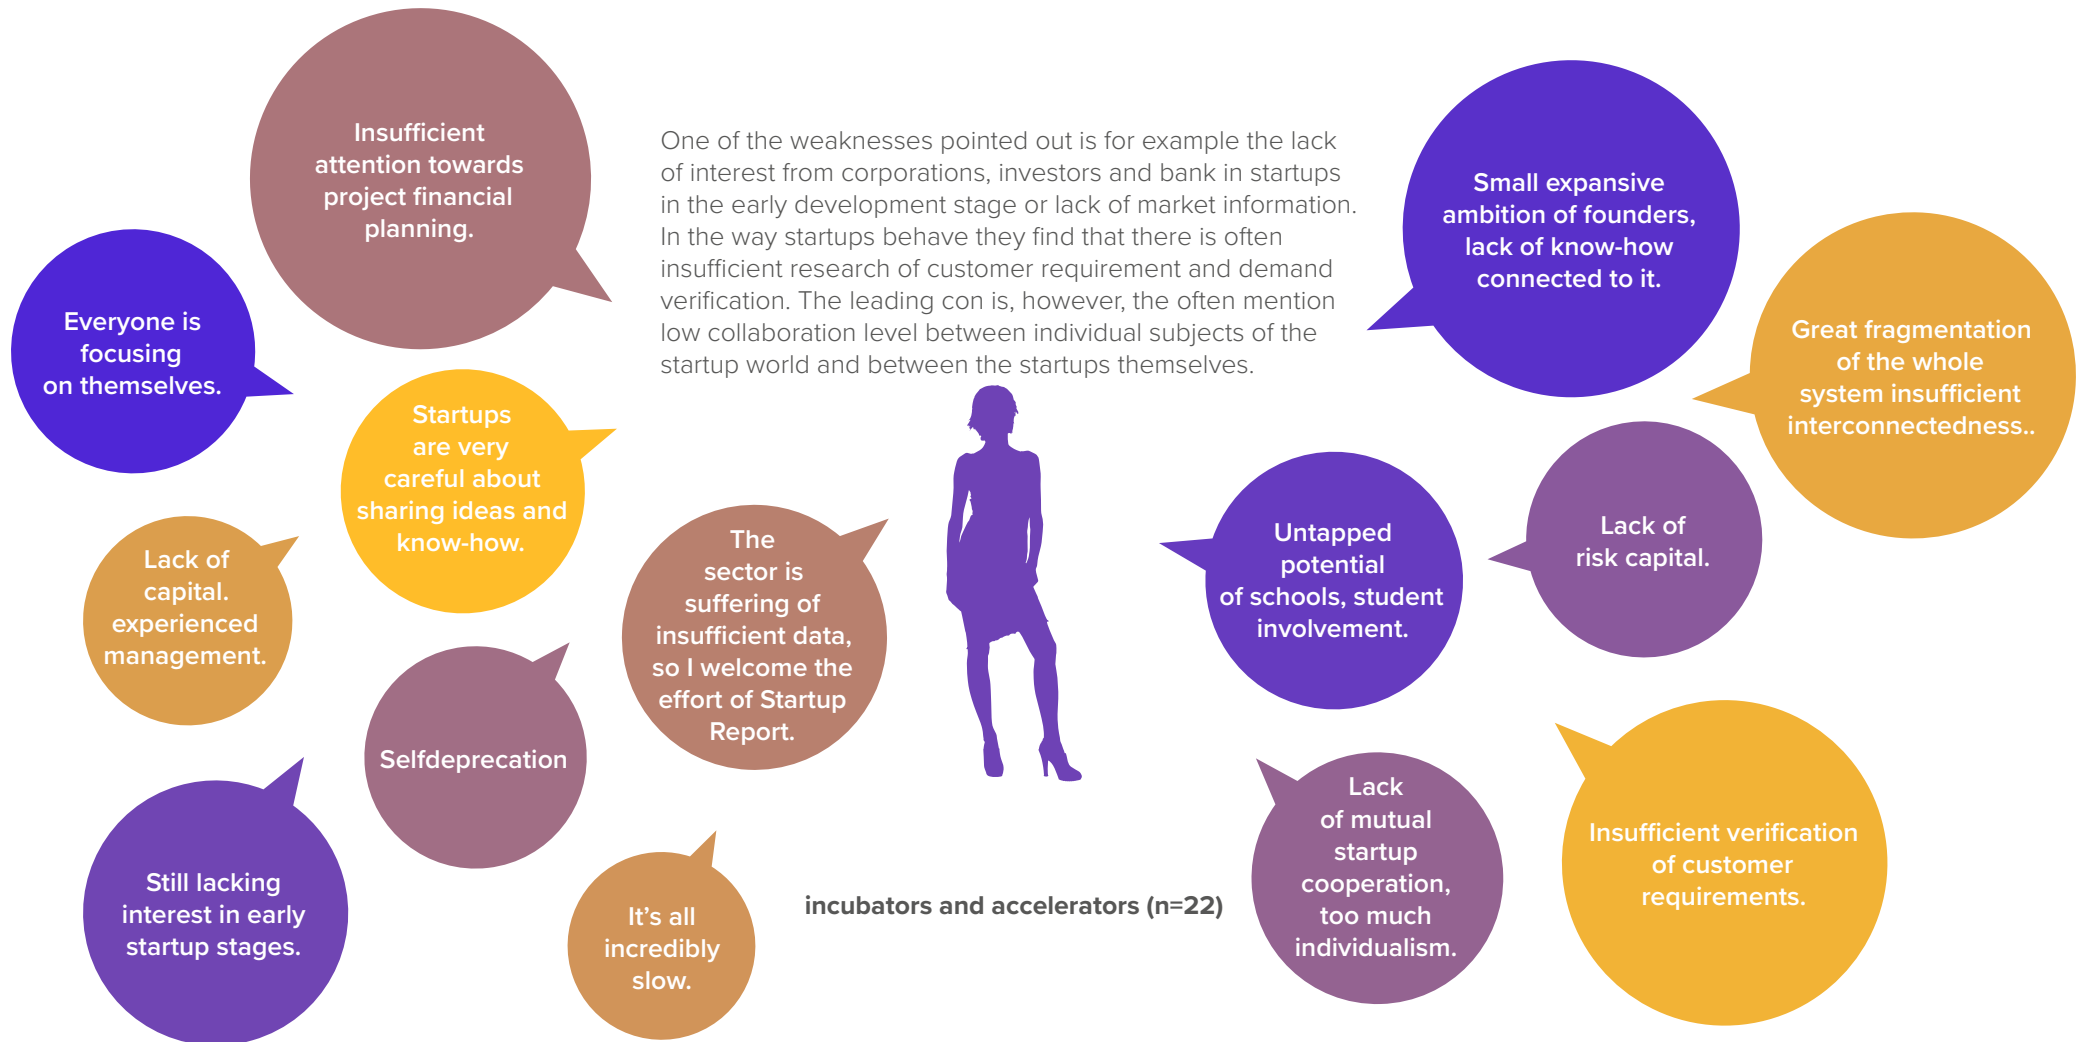 Insufficient
attention towards
project financial
planning.
One of the weaknesses pointed out is for example the lack
of interest from corporations, investors and bank in startups
in the early development stage or lack of market information.
In the way startups behave they find that there is often
insufficient research of customer requirement and demand
verification. The leading con is, however, the often mention
low collaboration level between individual subjects of the
startup world and between the startups themselves.
Small expansive
ambition of founders,
lack of know-how
connected to it.
Everyone is
focusing
on themselves.
Great fragmentation
of the whole
system insufficient
interconnectedness..
Startups
are very
careful about
sharing ideas and
know-how.
Lack of
capital.
experienced
management.
The
sector is
suffering of
insufficient data,
so I welcome the
effort of Startup
Report.
Untapped
potential
of schools, student
involvement.
Lack of
risk capital.
Selfdeprecation
Still lacking
interest in early
startup stages.
It's all
incredibly
slow.
incubators and accelerators (n=22)
Lack
of mutual
startup
cooperation,
too much
individualism.
Insufficient verification
of customer
requirements.